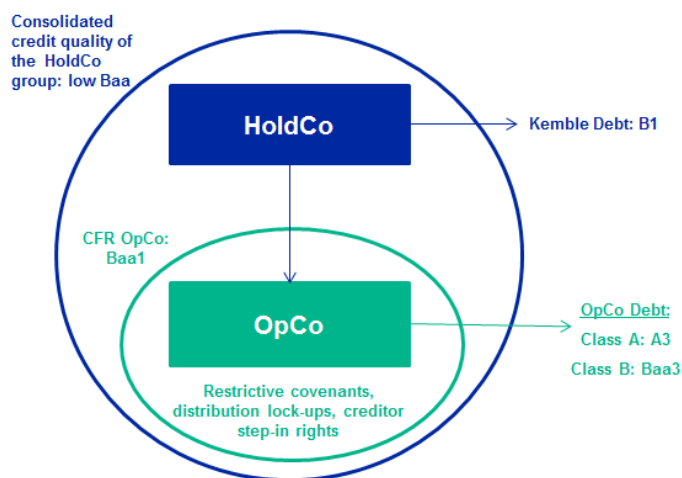 Consolidated
credit quality of
the HoldCo
group: low Baa
HoldCo
Kemble Debt: B1
CFR OpCo:
Baa1
OpCo
OpCo Debt:
Class A: A3
Class B: Baa3
Restrictive covenants,
distribution lock-ups, creditor
step-in rights